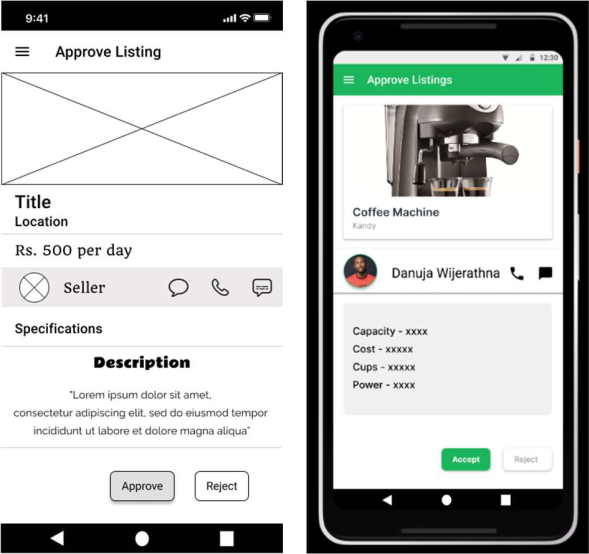 9:41
Approve Listing
Title
Location
Rs. 500 per day
Seller
Specifications
Description
"Lorem ipsum dolor sit amet,
consectetur adipiscing elit, sed do eiusmod tempor
incididunt ut labore et dolore magna aliqua"
Approve Reject
12:30
Approve Listings
Coffee Machine
Kandy
Danuja Wijerathna
Capacity - xxxx
Cost - xxxxx
Cups - xxxxx
Power - xxxx
Accept Reject